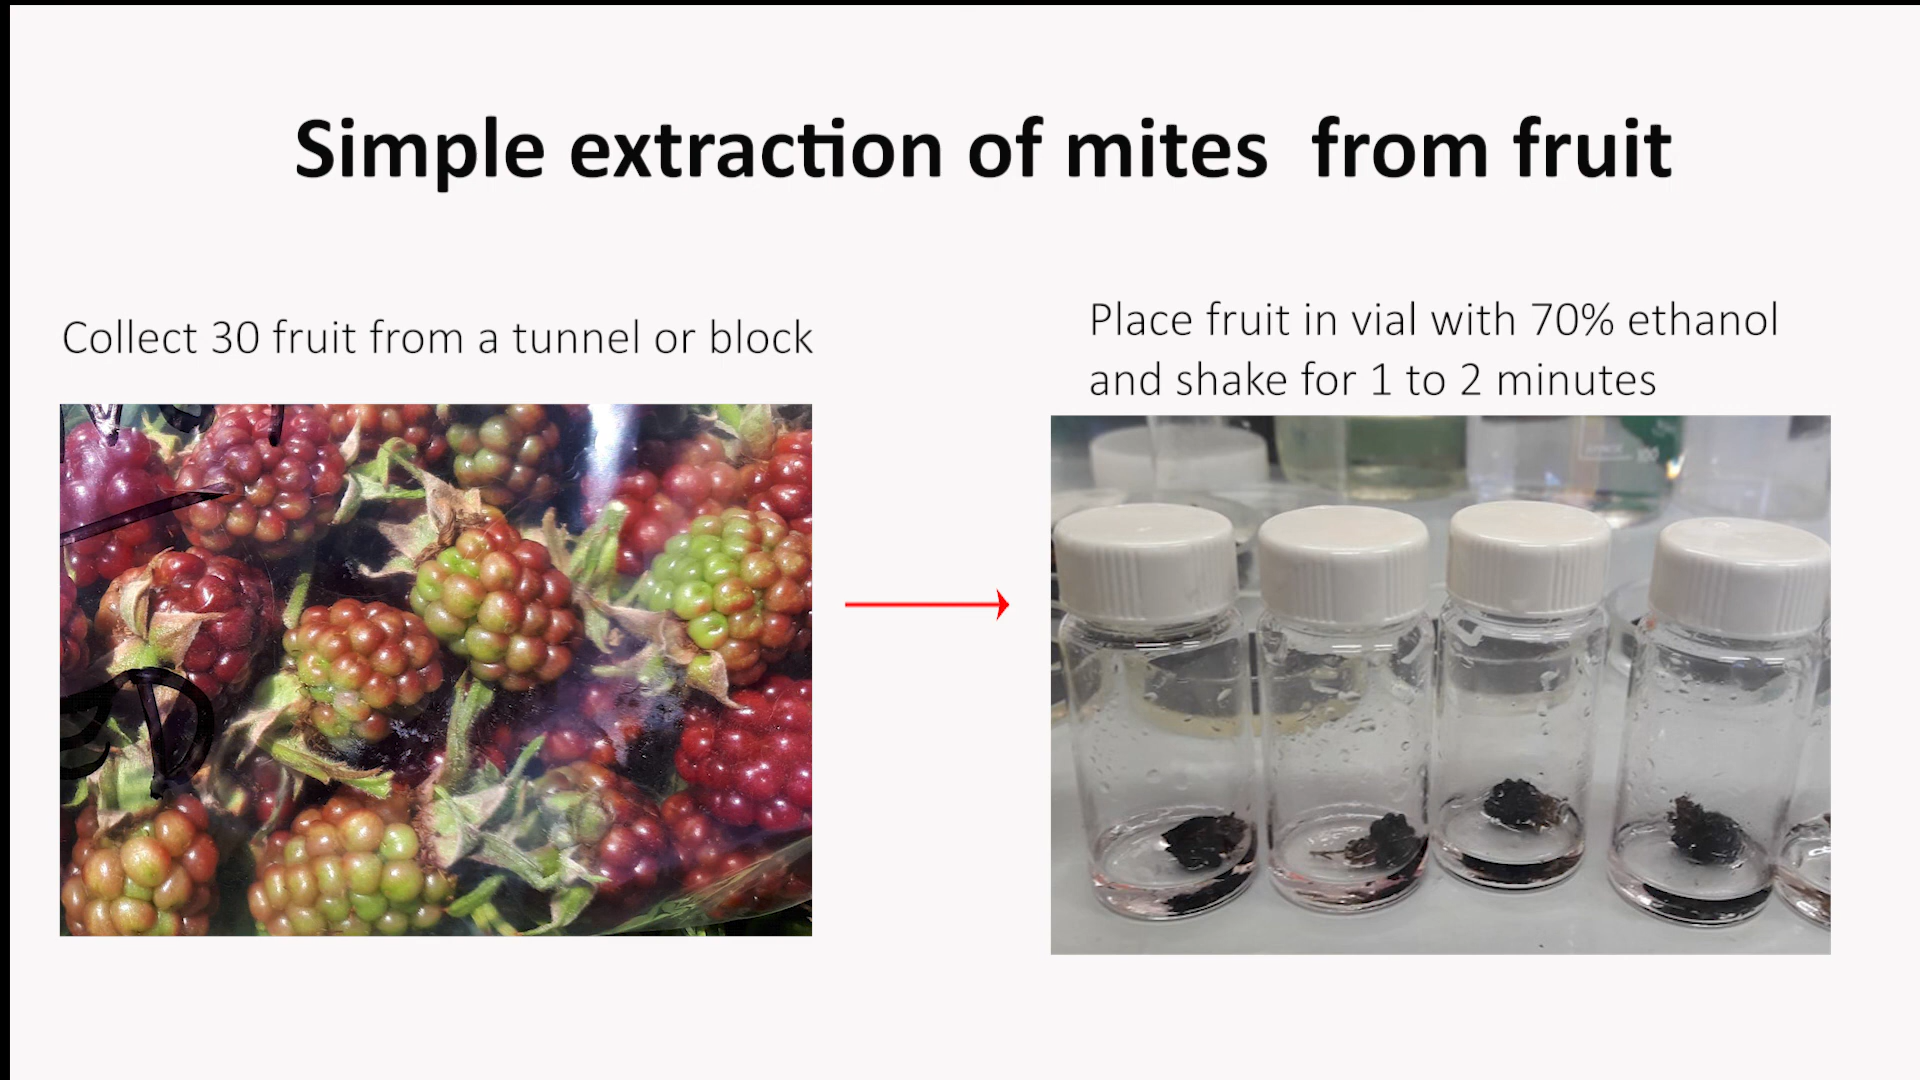 Simple extraction of mites from fruit
Collect 30 fruit from a tunnel or block
Place fruit in vial with 70% ethanol
and shake for 1 to 2 minutes